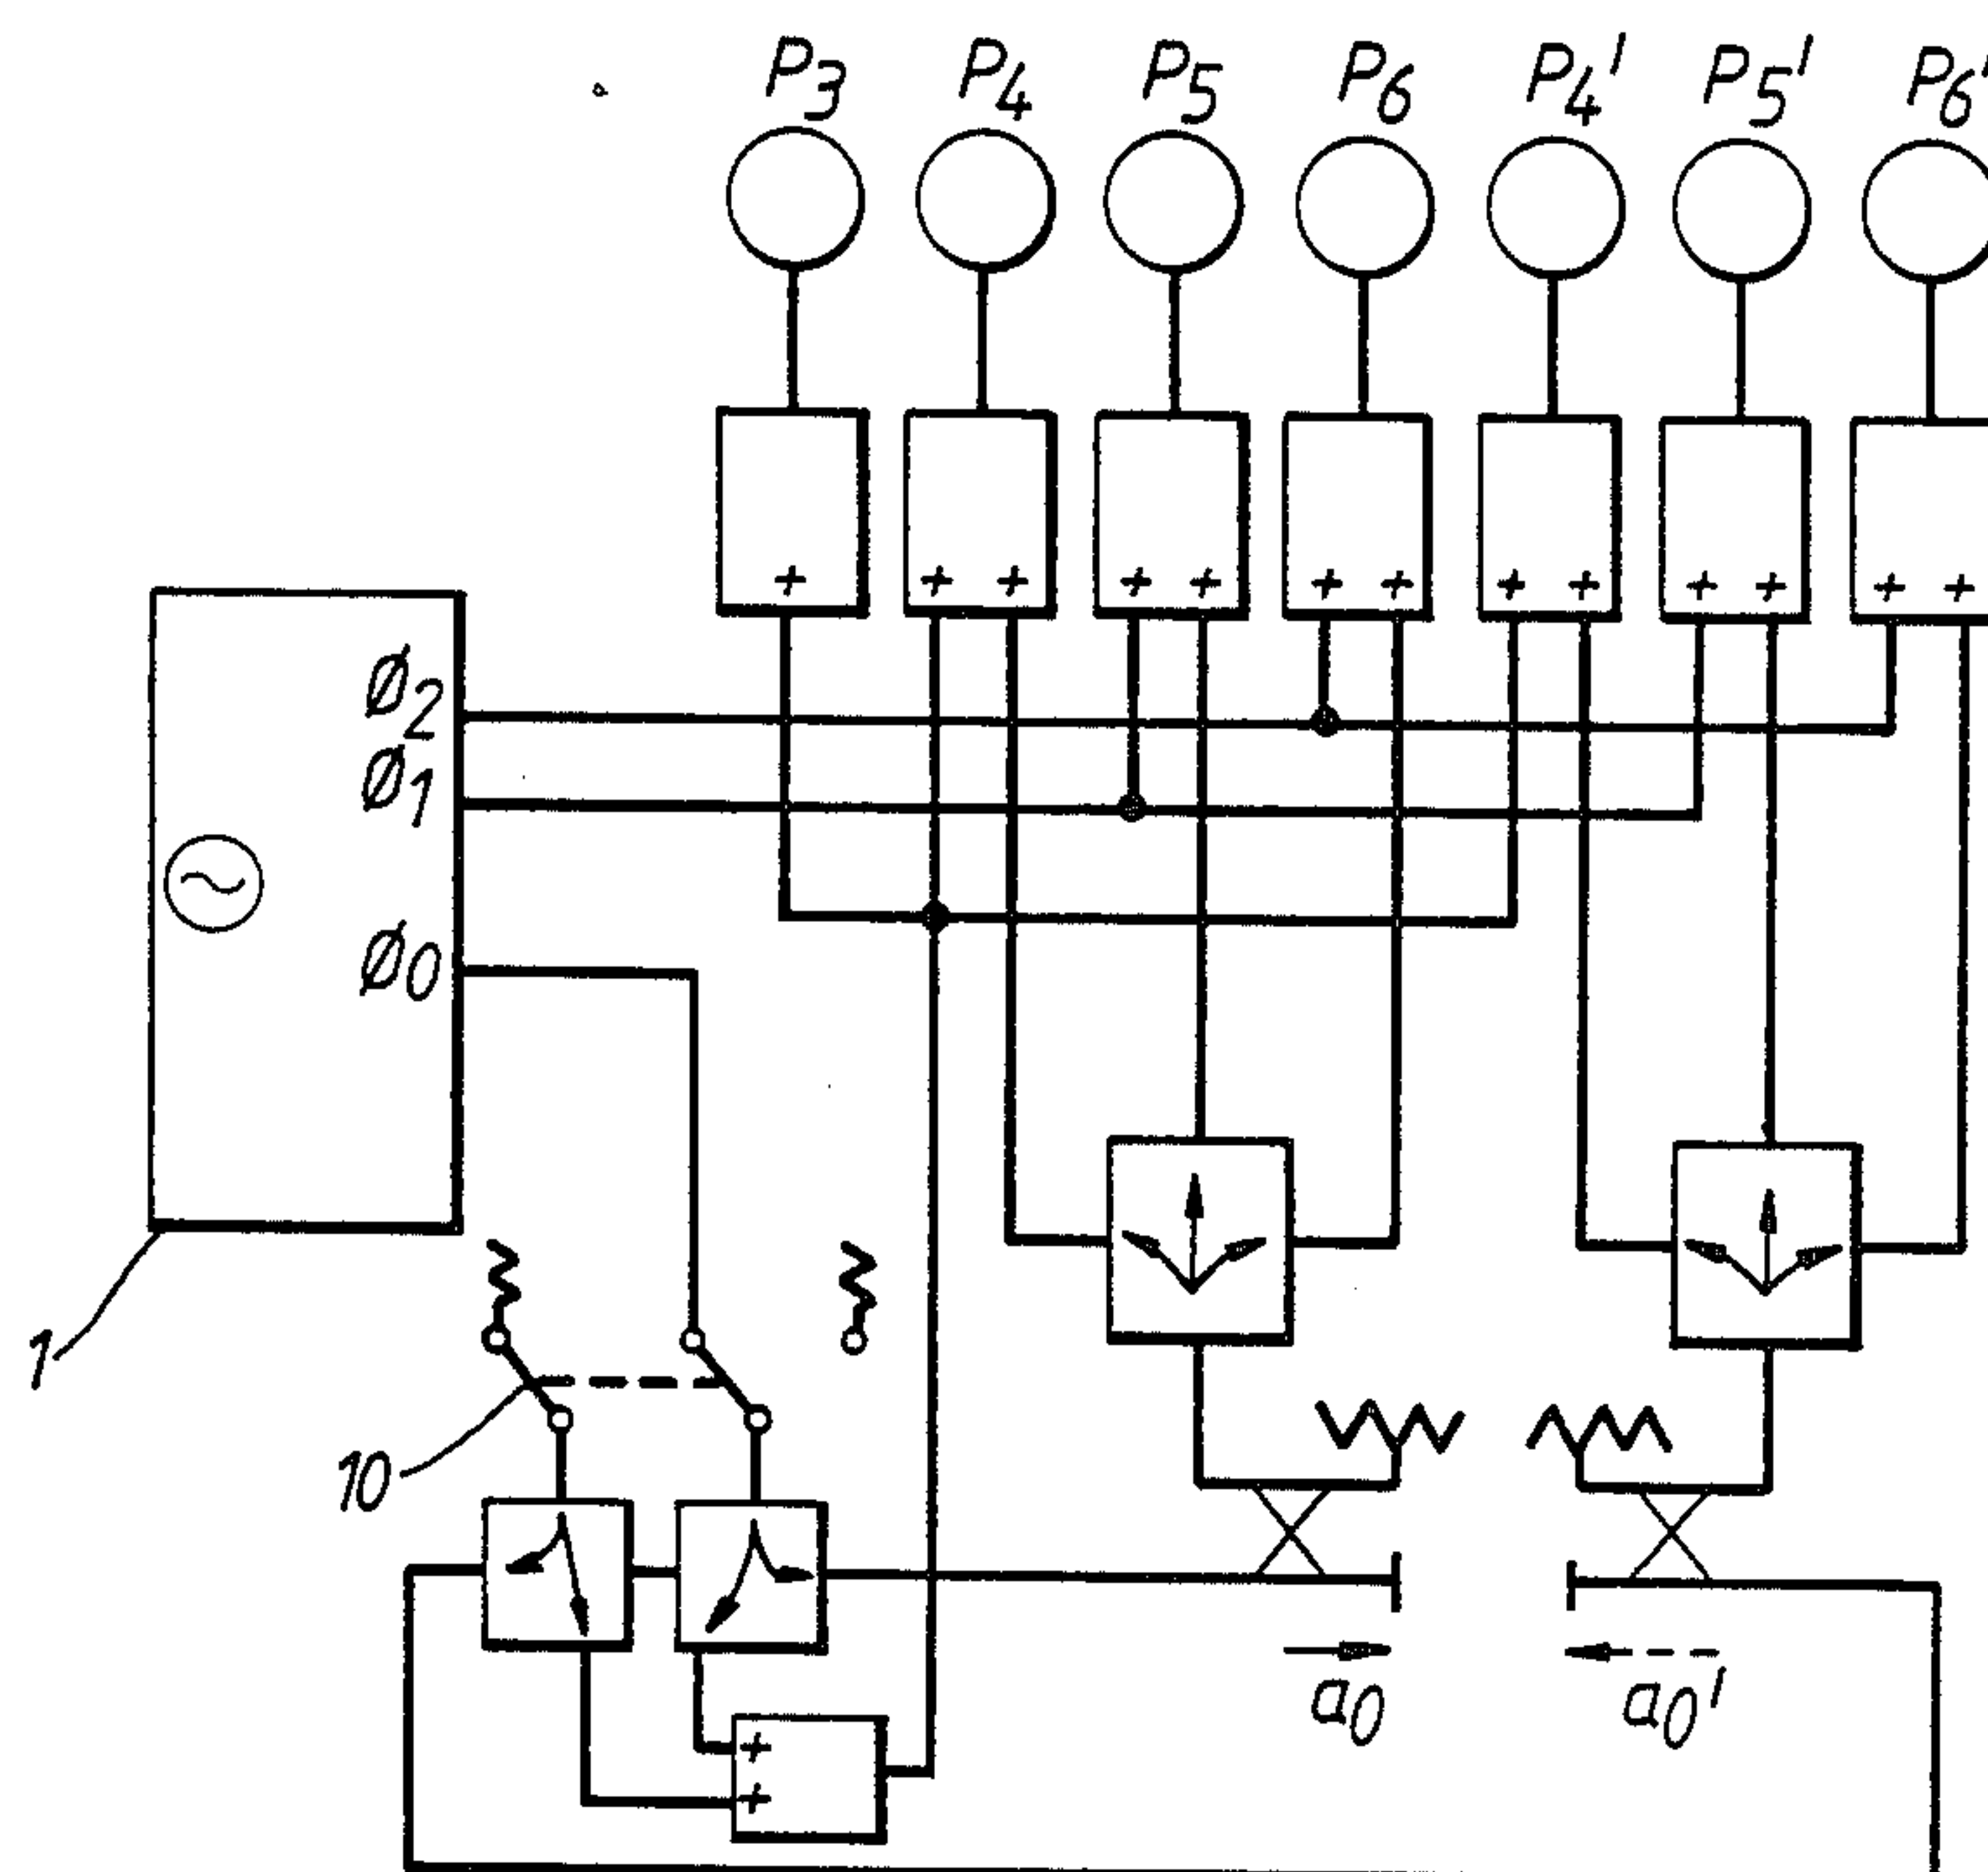 P3 P4 P5 P6 P4' P5' P6'
+ + + + + + + + + + + + +
Ø2
Ø1
Ø0
1
10
a0 a0'
+
+